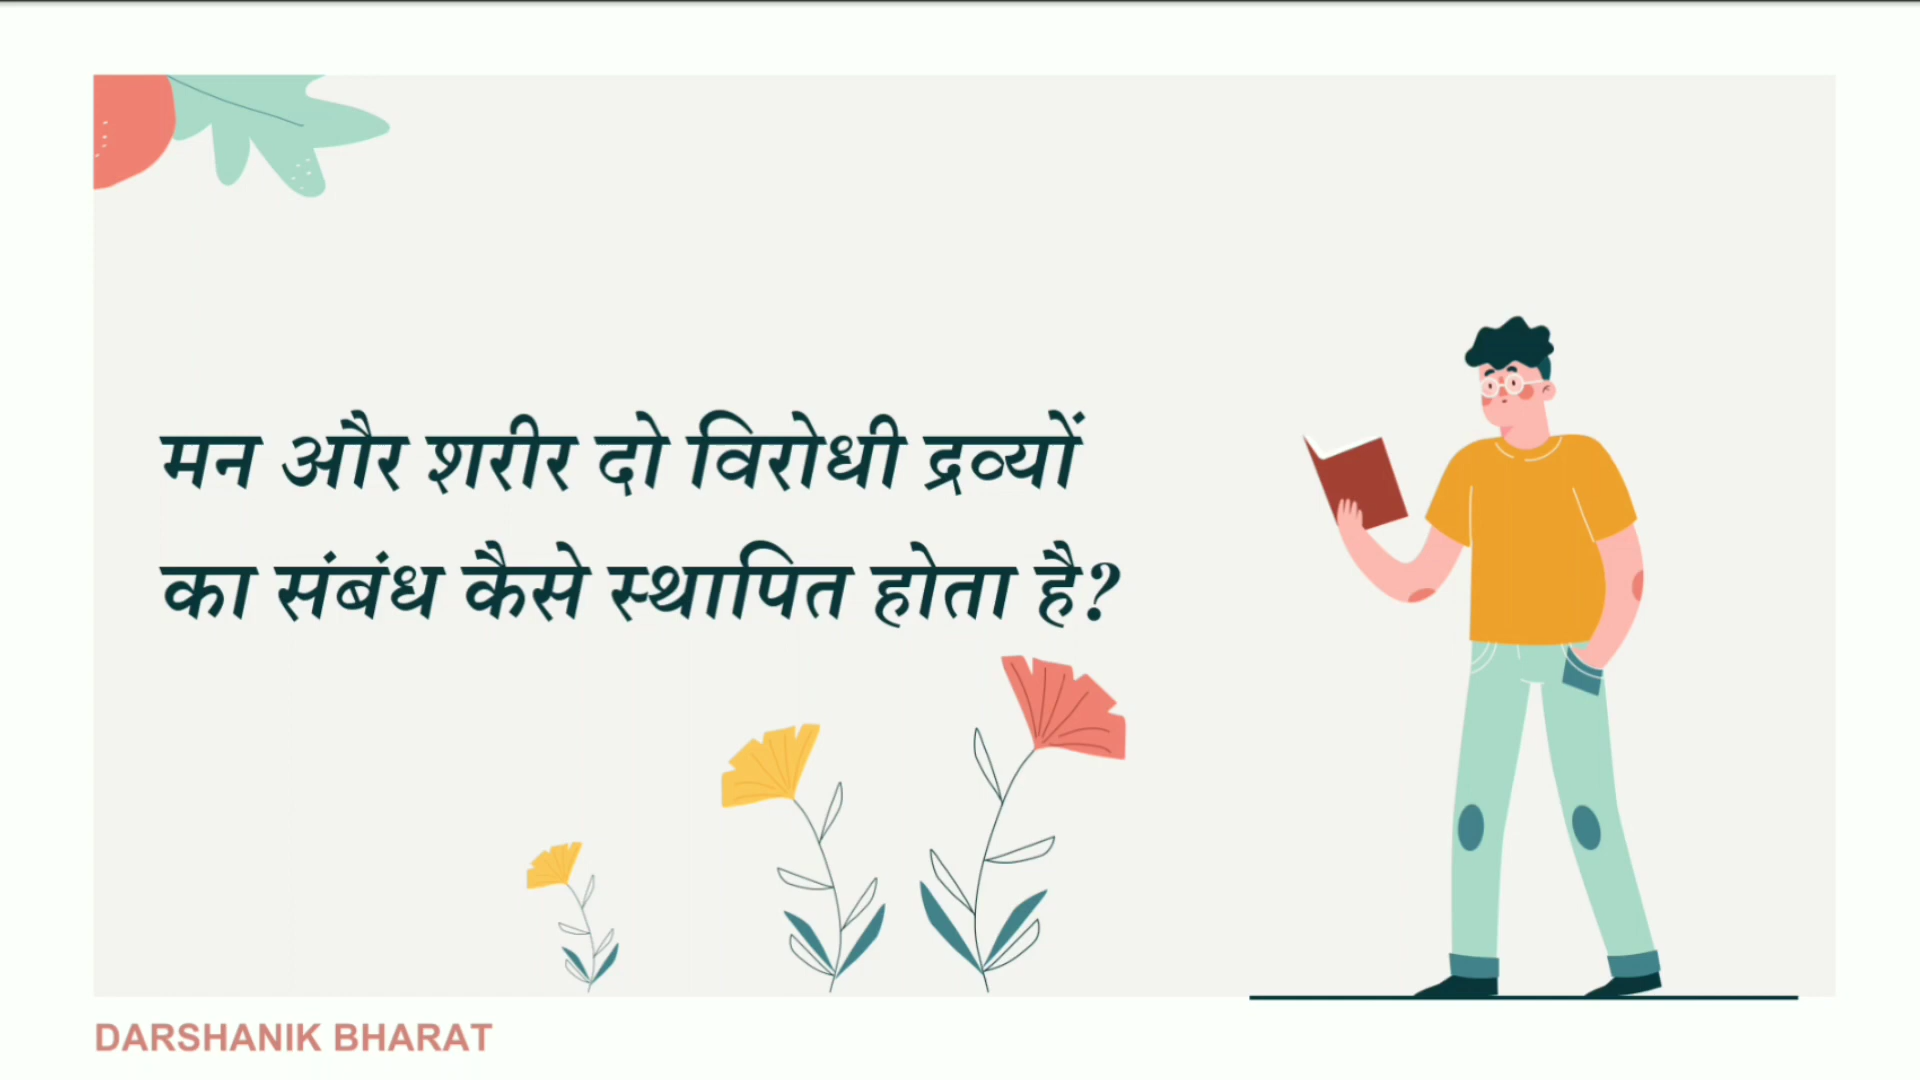 मन और शरीर दो विरोधी द्रव्यों
का संबंध कैसे स्थापित होता है?
DARSHANIK BHARAT